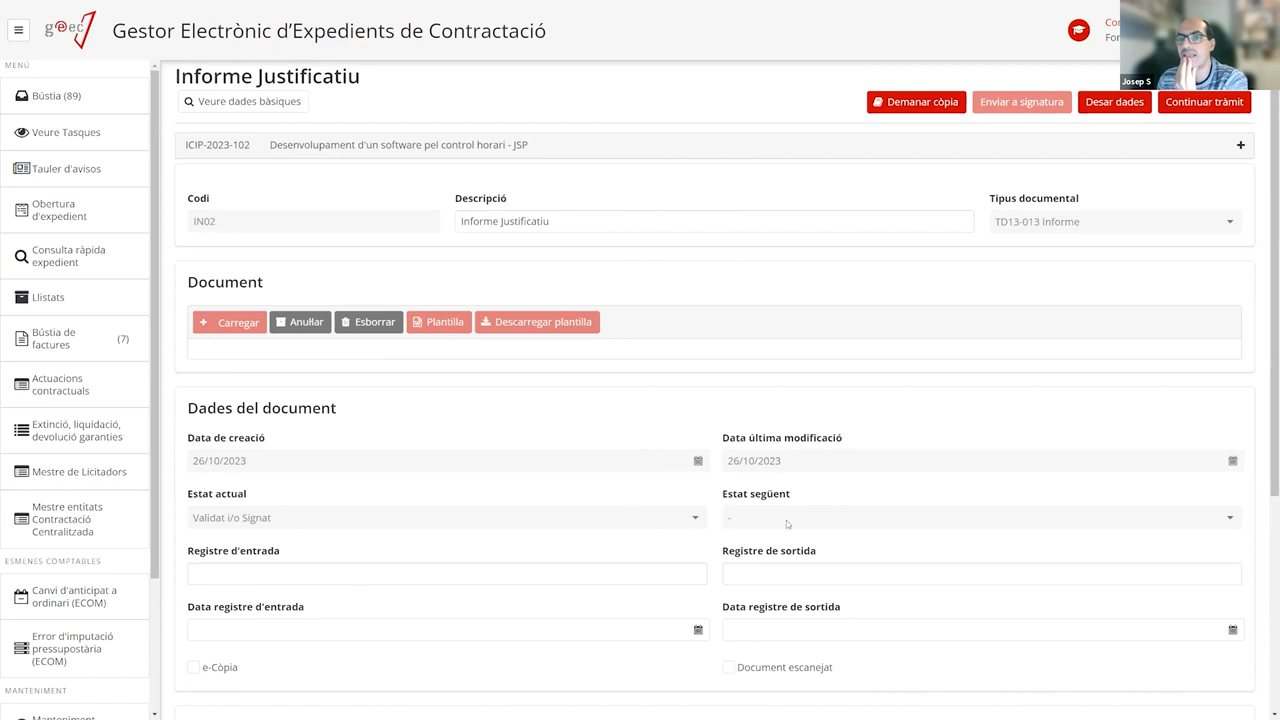 geec
Gestor Electrònic d'Expedients de Contractació
Con
For
Josep S
MENÚ
Bústia (89)
Veure Tasques
Tauler d'avisos
Obertura
d'expedient
Consulta ràpida
expedient
Llistats
Bústia de
factures
(7)
Actuacions
contractuals
Extinció, liquidació,
devolució garanties
Mestre de Licitadors
Mestre entitats
Contractació
Centralitzada
ESMENES COMPTABLES
Canvi d'anticipat a
ordinari (ECOM)
Error d'imputació
pressupostària
(ECOM)
MANTENIMENT
Manteniment
Informe Justificatiu
Veure dades bàsiques
Demanar còpia
Enviar a signatura
Desar dades
Continuar tràmit
ICIP-2023-102 Desenvolupament d'un software pel control horari - JSP
Codi
Descripció
Tipus documental
IN02
Informe Justificatiu
TD13-013 Informe
Document
Carregar
Anul·lar
Esborrar
Plantilla
Descarregar plantilla
Dades del document
Data de creació
Data última modificació
26/10/2023
26/10/2023
Estat actual
Estat següent
Validat i/o Signat
-
Registre d'entrada
Registre de sortida
Data registre d'entrada
Data registre de sortida
e-Còpia
Document escanejat